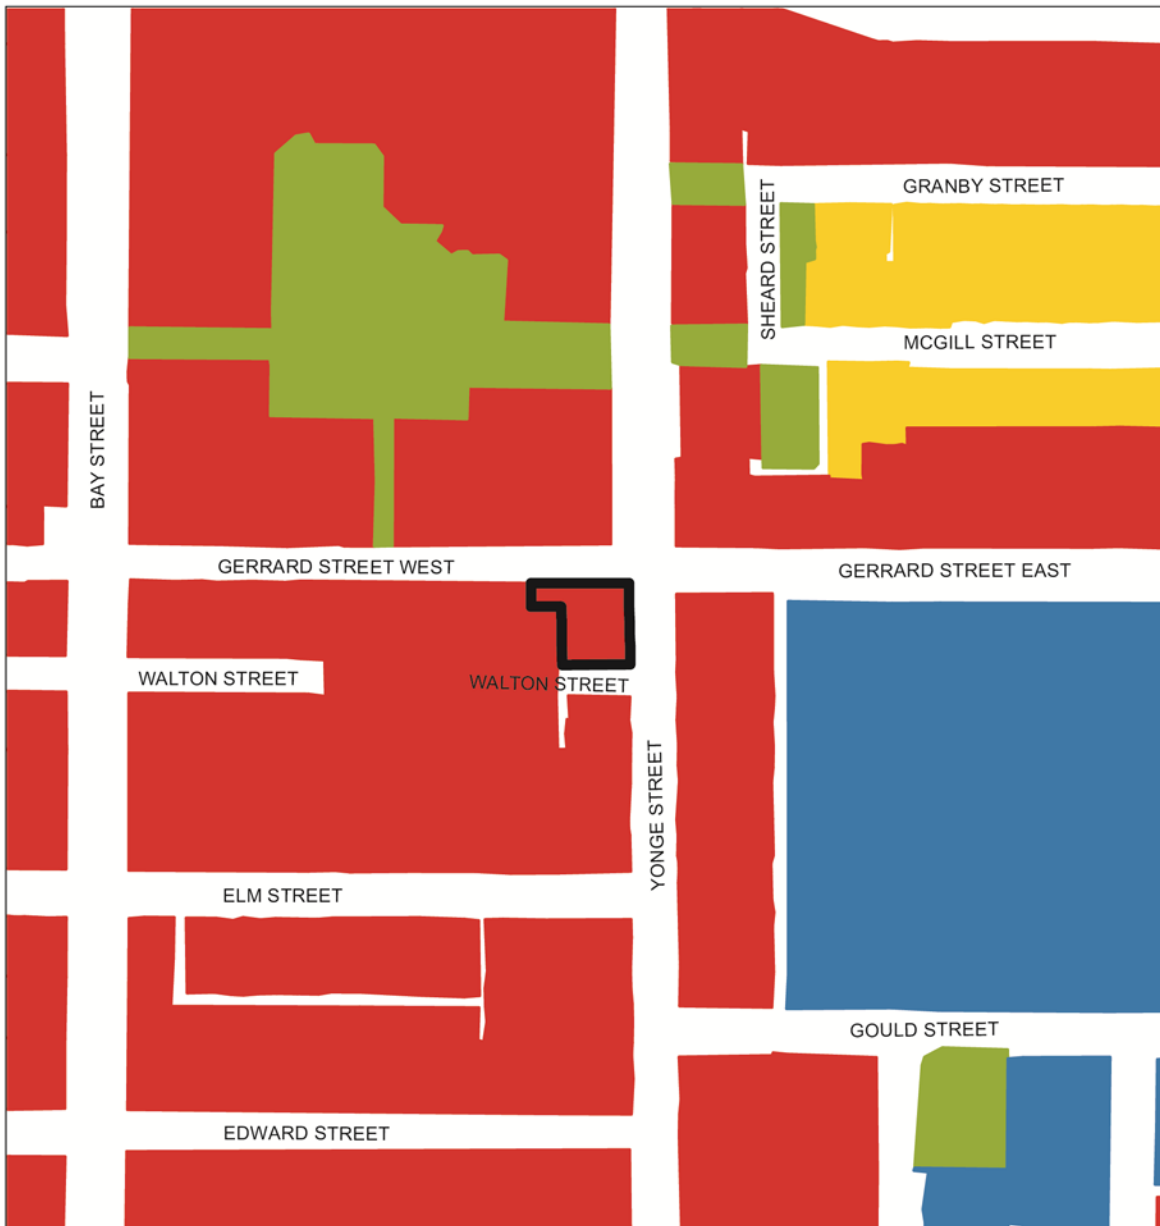 GRANBY STREET
SHEARD STREET
MCGILL STREET
BAY STREET
GERRARD STREET WEST
GERRARD STREET EAST
WALTON STREET
WALTON STREET
YONGE STREET
ELM STREET
GOULD STREET
EDWARD STREET